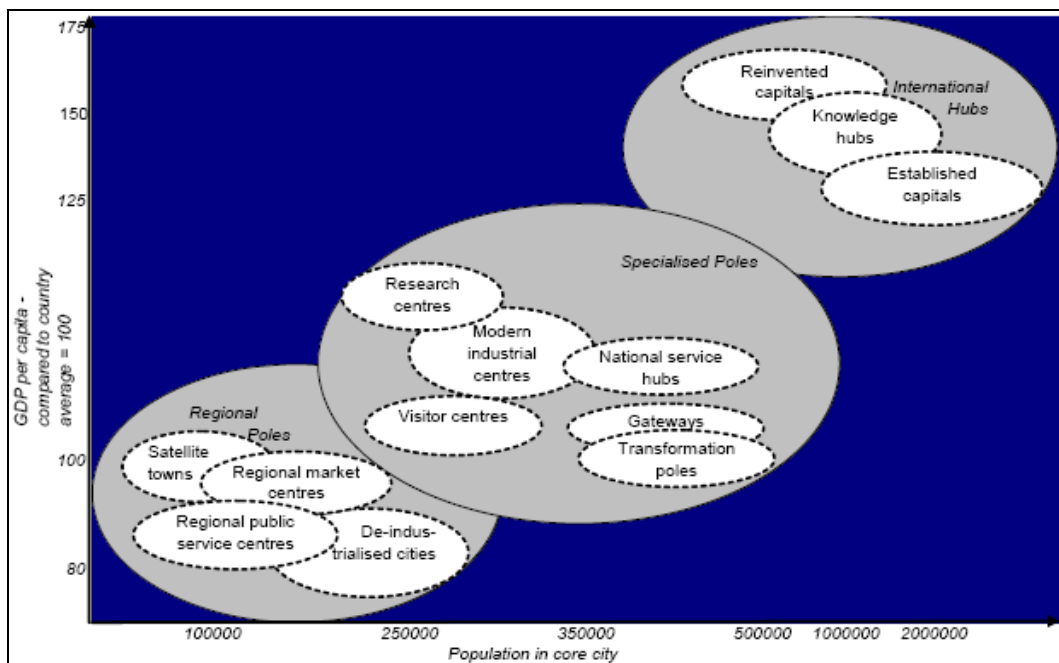 175
150
125
100
80
GDP per capita -
compared to country
average = 100
Reinvented
capitals
International
Hubs
Knowledge
hubs
Established
capitals
Specialised Poles
Research
centres
Modern
industrial
centres
National service
hubs
Visitor centres
Gateways
Transformation
poles
Regional
Poles
Satellite
towns
Regional market
centres
Regional public
service centres
De-indus-
trialised cities
100000 250000 350000 500000 1000000 2000000
Population in core city